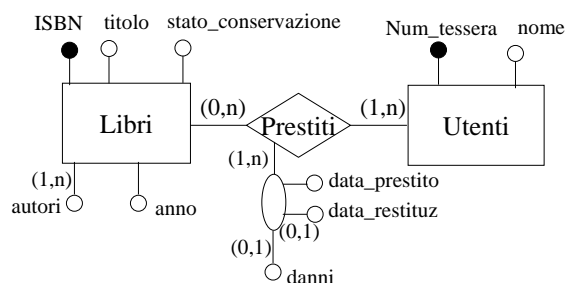 ISBN titolo stato_conservazione
Num_tessera nome
(0,n) (1,n)
Libri Prestiti Utenti
(1,n) (1,n)
autori anno data_prestito
data_restituz
(0,1) (0,1)
danni